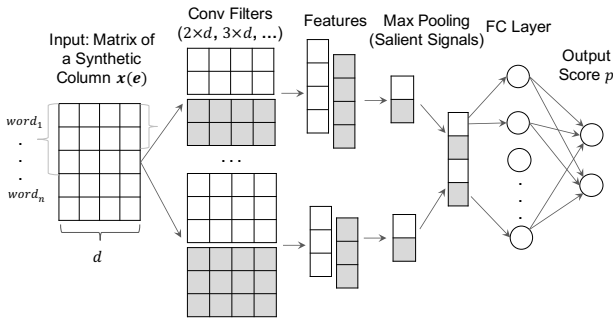 Input: Matrix of
a Synthetic
Column x(e)
Conv Filters
(2×d, 3×d, ...)
Features
Max Pooling
(Salient Signals)
FC Layer
Output
Score p
word1
.
.
.
wordn
d
...
.
.
.